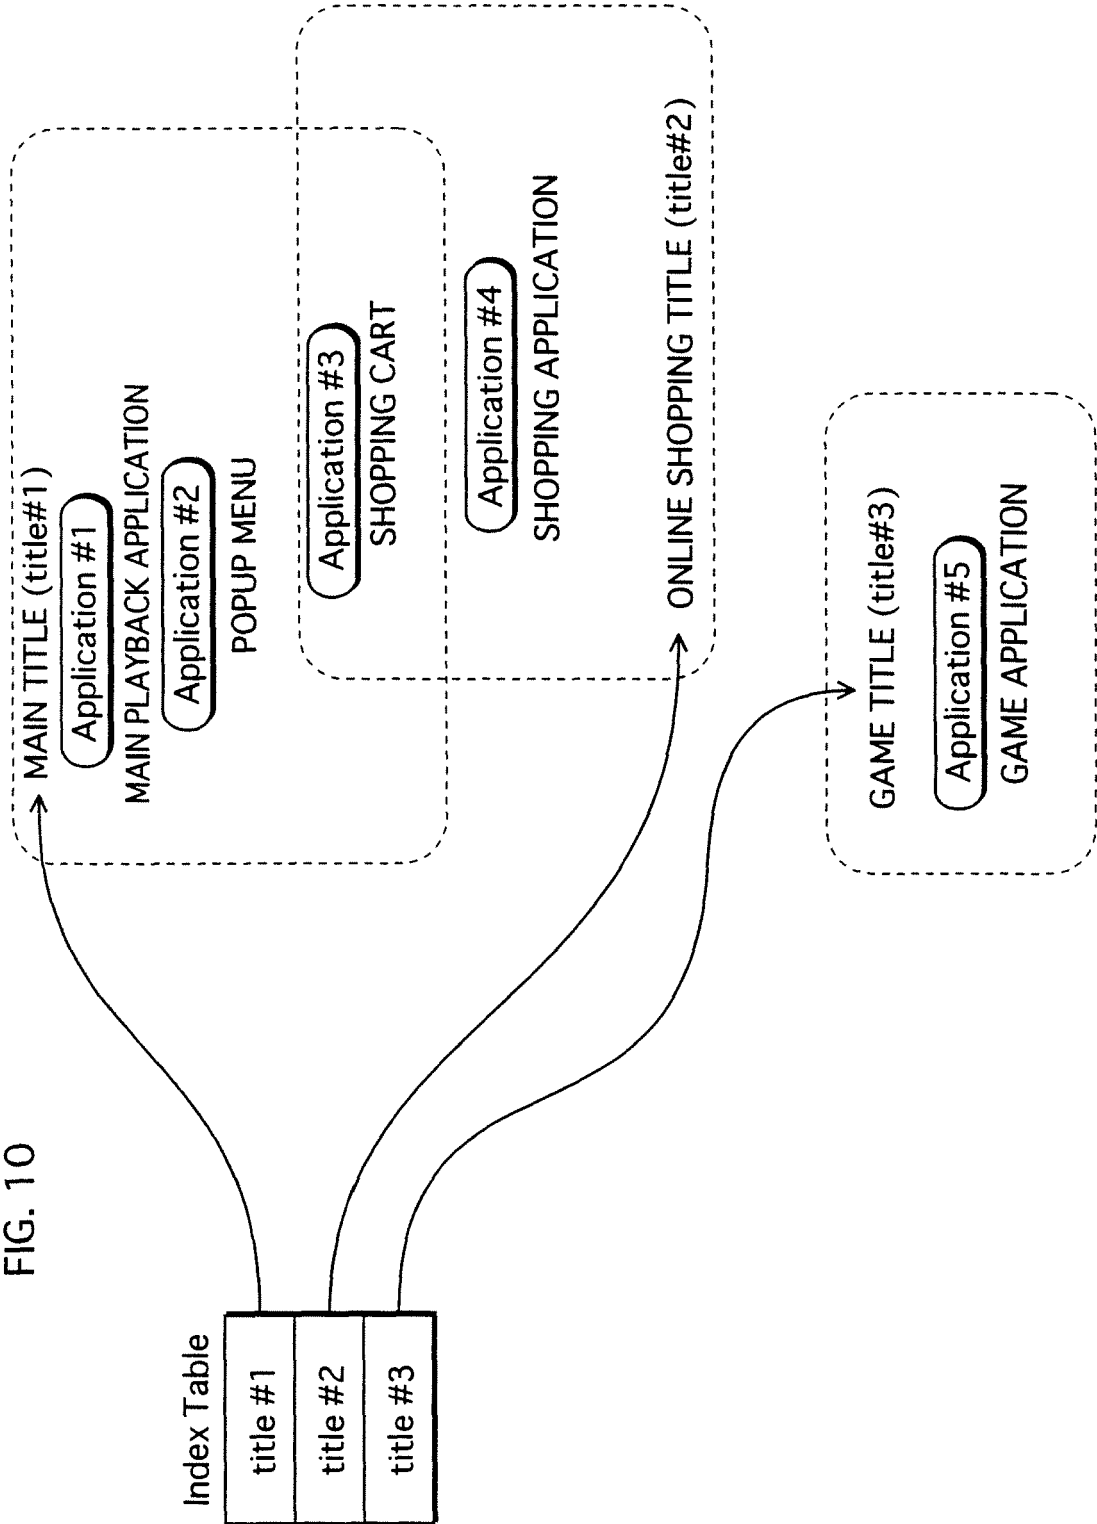 FIG. 10
Index Table
title #1
title #2
title #3
MAIN TITLE (title#1)
Application #1
MAIN PLAYBACK APPLICATION
Application #2
POPUP MENU
Application #3
SHOPPING CART
Application #4
SHOPPING APPLICATION
ONLINE SHOPPING TITLE (title#2)
GAME TITLE (title#3)
Application #5
GAME APPLICATION